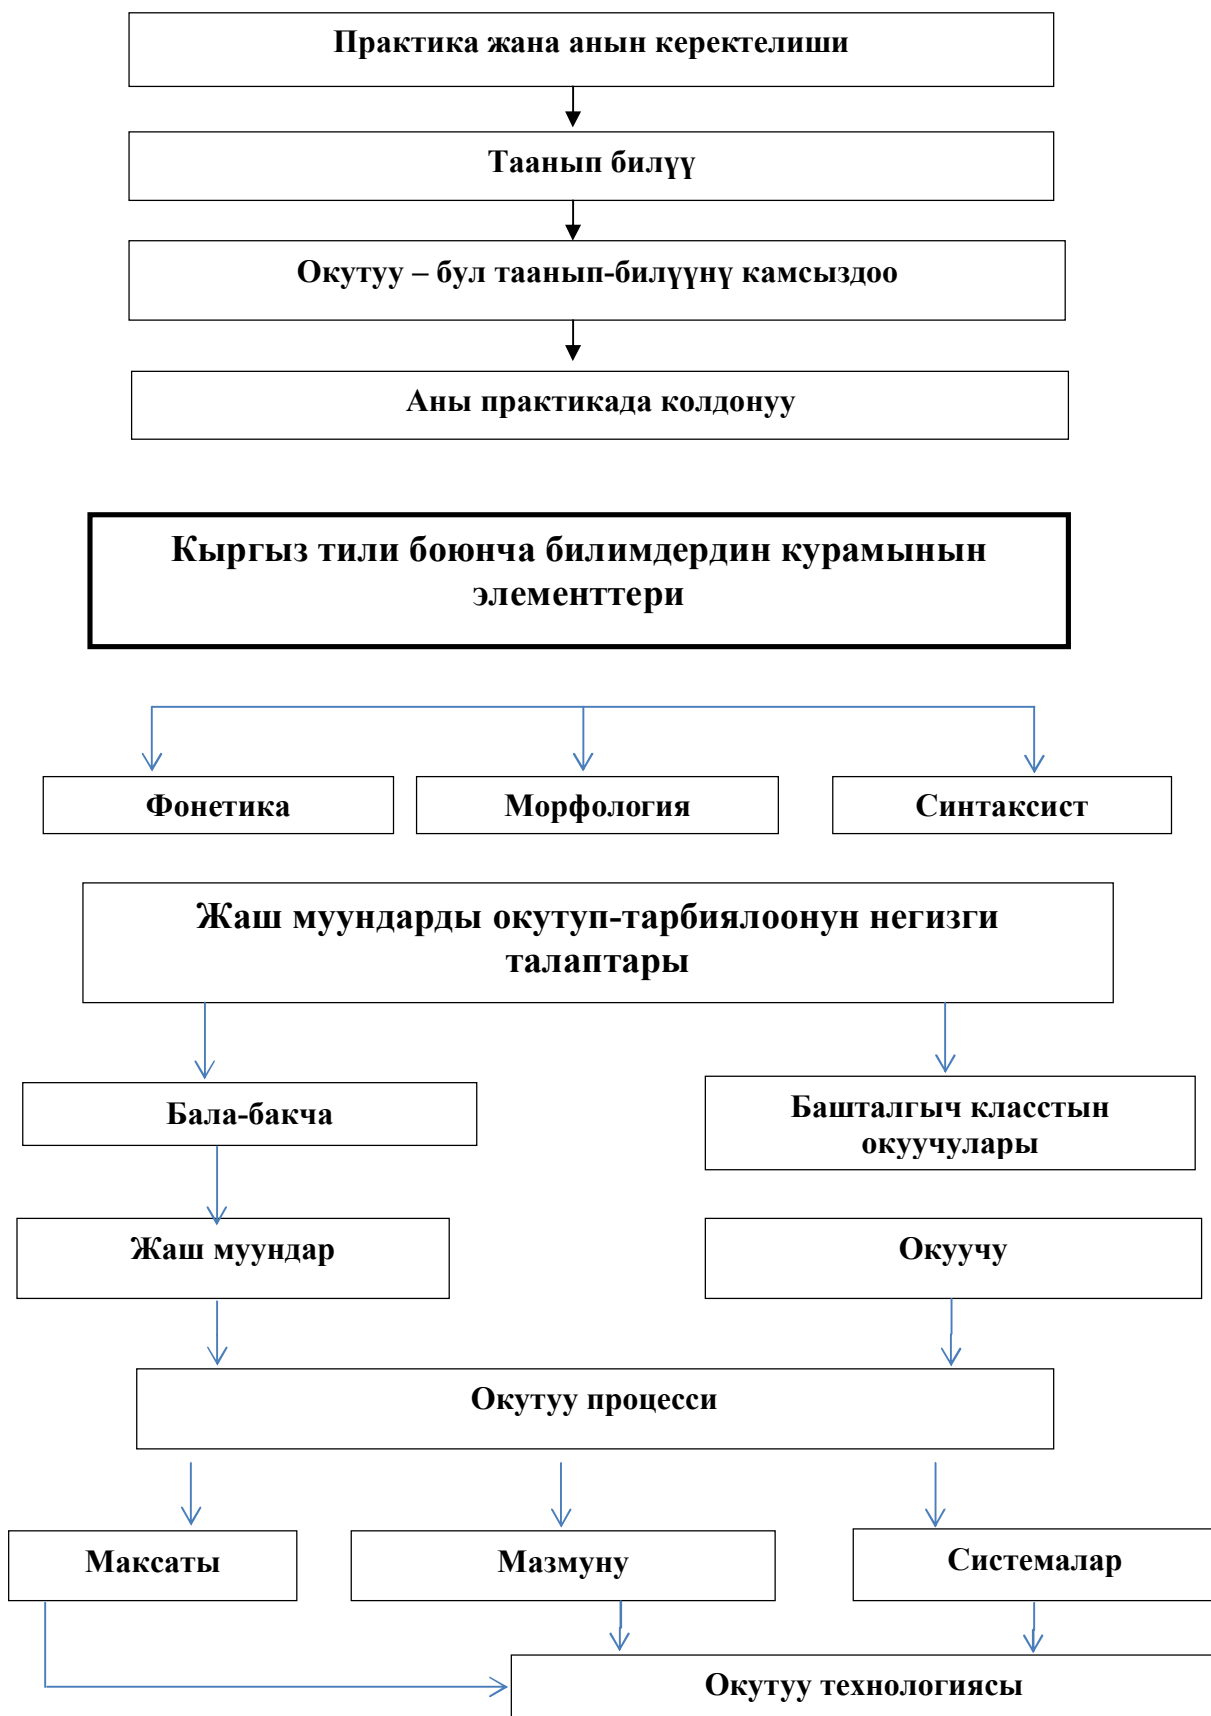 Практика жана анын керектелиши
Таанып билүү
Окутуу – бул таанып-билүүнү камсыздоо
Аны практикада колдонуу
Кыргыз тили боюнча билимдердин курамынын
элементтери
Фонетика
Морфология
Синтаксист
Жаш муундарды окутуп-тарбиялоонун негизги
талаптары
Бала-бакча
Башталгыч класстын
окуучулары
Жаш муундар
Окуучу
Окутуу процесси
Максаты
Мазмуну
Системалар
Окутуу технологиясы